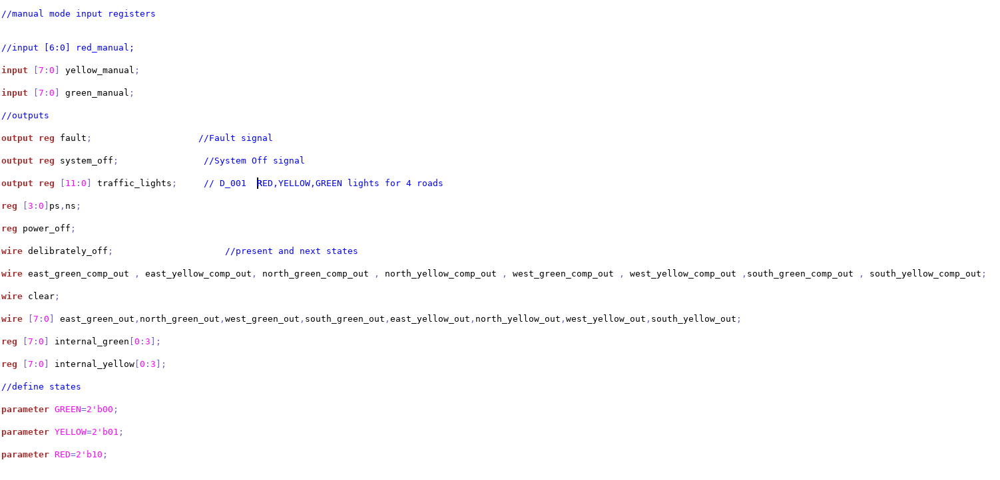 //manual mode input registers
//input [6:0] red_manual;
input [7:0] yellow_manual;
input [7:0] green_manual;
//outputs
output reg fault;                    //Fault signal
output reg system_off;                //System Off signal
output reg [11:0] traffic_lights;     // D_001  RED,YELLOW,GREEN lights for 4 roads
reg [3:0]ps,ns;
reg power_off;
wire delibrately_off;                     //present and next states
wire east_green_comp_out , east_yellow_comp_out, north_green_comp_out , north_yellow_comp_out , west_green_comp_out , west_yellow_comp_out ,south_green_comp_out , south_yellow_comp_out;
wire clear;
wire [7:0] east_green_out,north_green_out,west_green_out,south_green_out,east_yellow_out,north_yellow_out,west_yellow_out,south_yellow_out;
reg [7:0] internal_green[0:3];
reg [7:0] internal_yellow[0:3];
//define states
parameter GREEN=2'b00;
parameter YELLOW=2'b01;
parameter RED=2'b10;